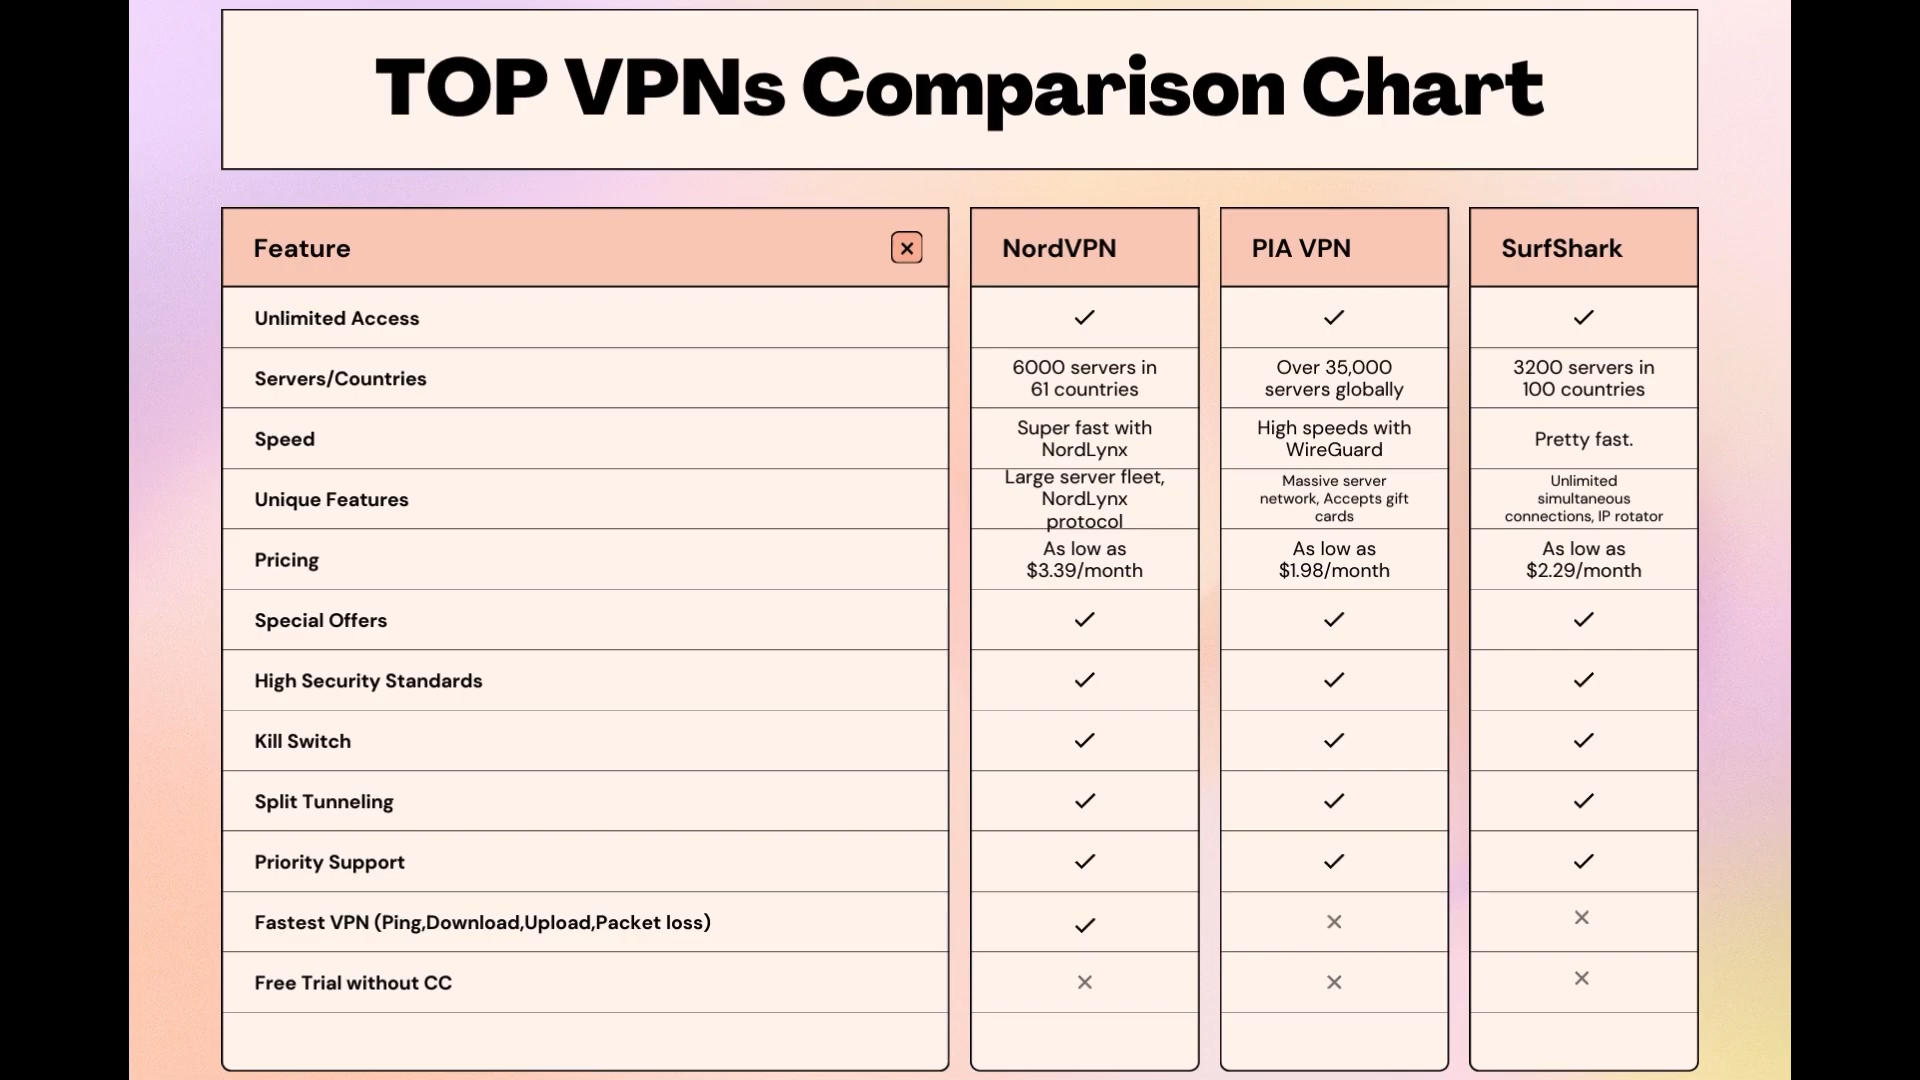 TOP VPNs Comparison Chart
Feature
NordVPN
PIA VPN
SurfShark
Unlimited Access
✓
✓
✓
Servers/Countries
6000 servers in
61 countries
Over 35,000
servers globally
3200 servers in
100 countries
Speed
Super fast with
NordLynx
High speeds with
WireGuard
Pretty fast.
Unique Features
Large server fleet,
NordLynx
protocol
Massive server
network, Accepts gift
cards
Unlimited
simultaneous
connections, IP rotator
Pricing
As low as
$3.39/month
As low as
$1.98/month
As low as
$2.29/month
Special Offers
✓
✓
✓
High Security Standards
✓
✓
✓
Kill Switch
✓
✓
✓
Split Tunneling
✓
✓
✓
Priority Support
✓
✓
✓
Fastest VPN (Ping,Download,Upload,Packet loss)
✓
✕
✕
Free Trial without CC
✕
✕
✕